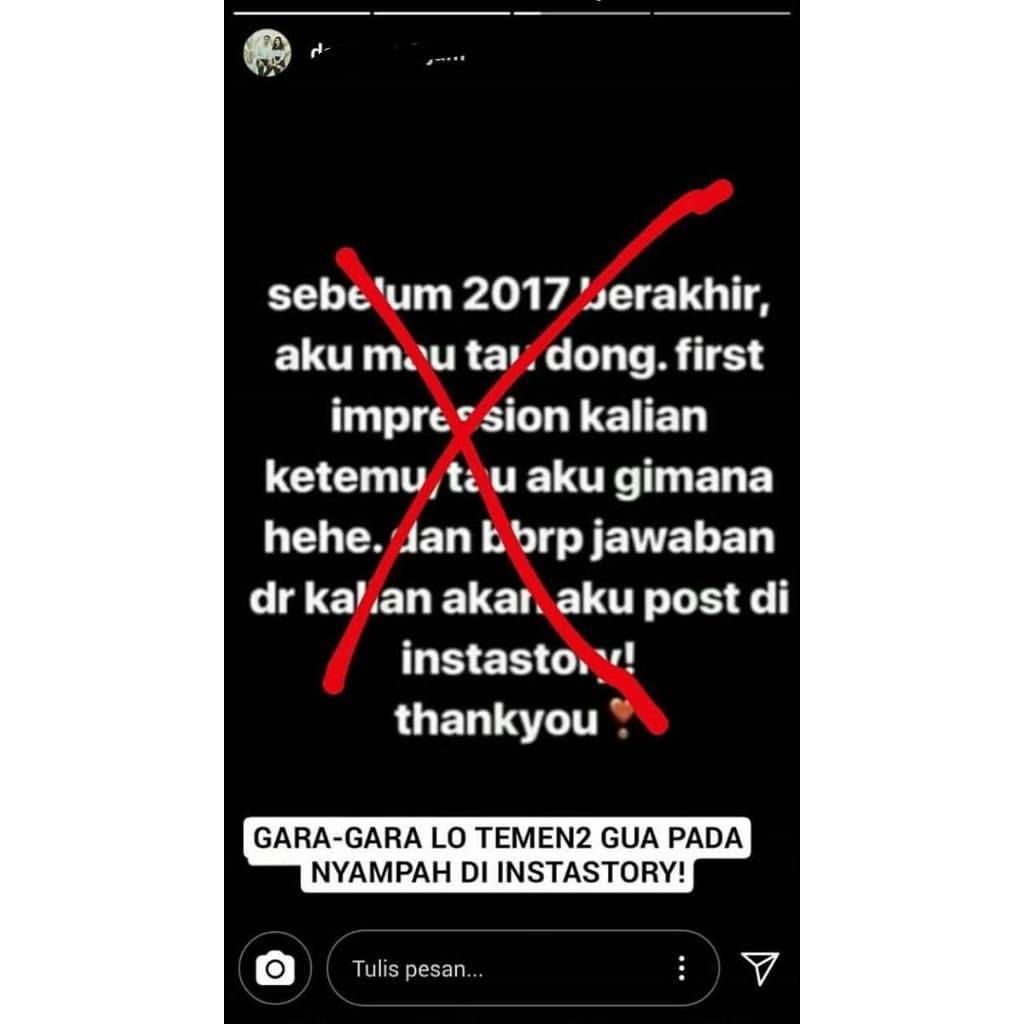 sebelum 2017 berakhir,
aku mau tau dong. first
impression kalian
ketemu/tau aku gimana
hehe. dan bbrp jawaban
dr kalian akan aku post di
instastory!
thankyou ❣
GARA-GARA LO TEMEN2 GUA PADA
NYAMPAH DI INSTASTORY!
Tulis pesan...